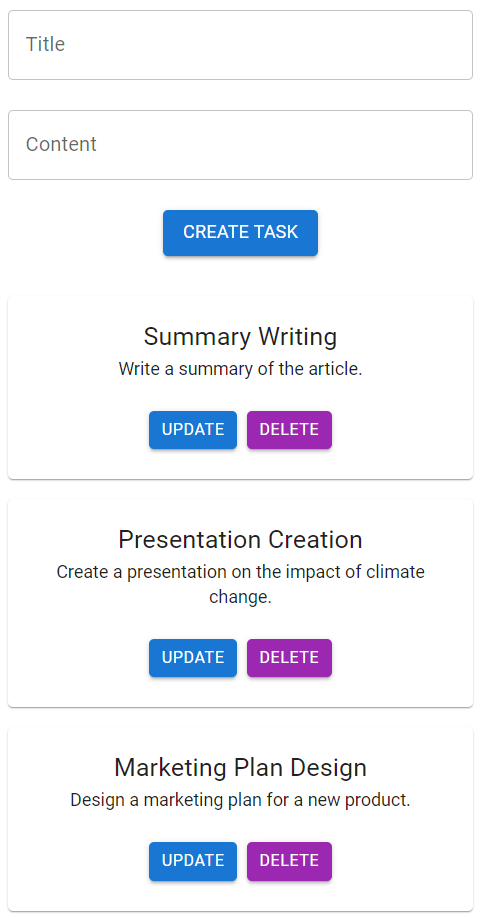 Title
Content
CREATE TASK
Summary Writing
Write a summary of the article.
UPDATE DELETE
Presentation Creation
Create a presentation on the impact of climate
change.
UPDATE DELETE
Marketing Plan Design
Design a marketing plan for a new product.
UPDATE DELETE